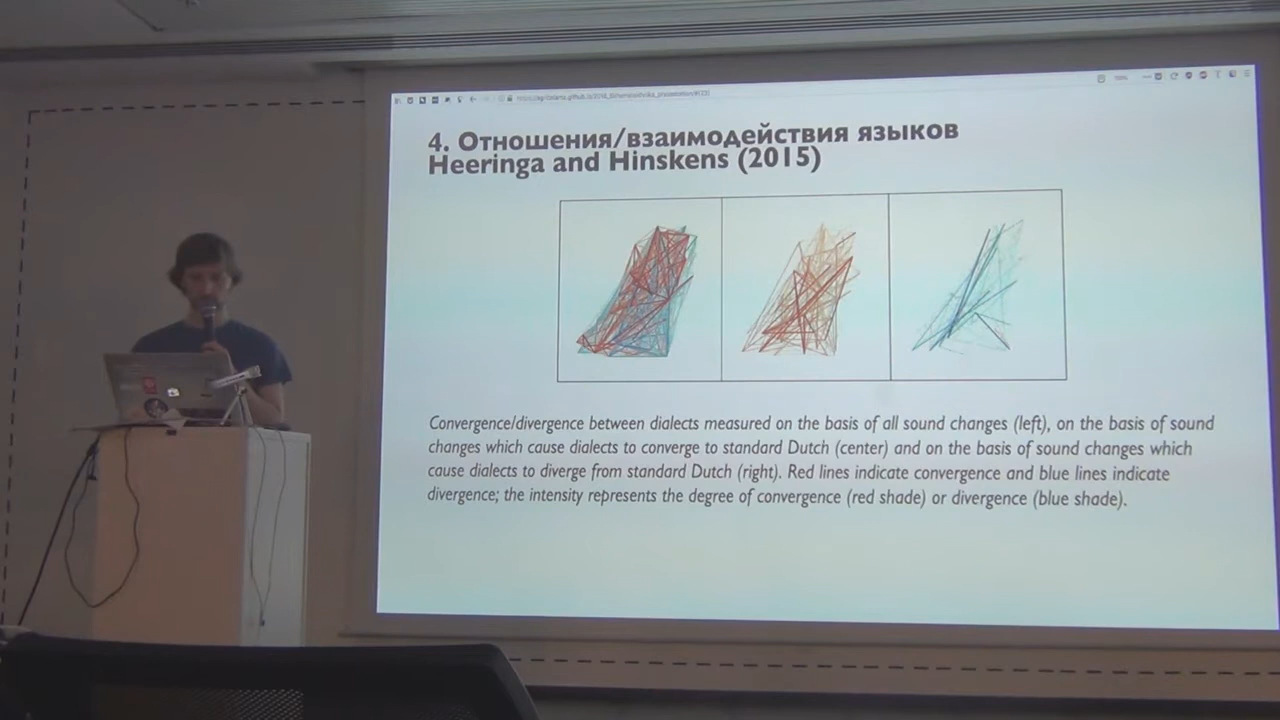 4. Отношения/взаимодействия языков
Heeringa and Hinskens (2015)
Convergence/divergence between dialects measured on the basis of all sound changes (left), on the basis of sound
changes which cause dialects to converge to standard Dutch (center) and on the basis of sound changes which
cause dialects to diverge from standard Dutch (right). Red lines indicate convergence and blue lines indicate
divergence; the intensity represents the degree of convergence (red shade) or divergence (blue shade).